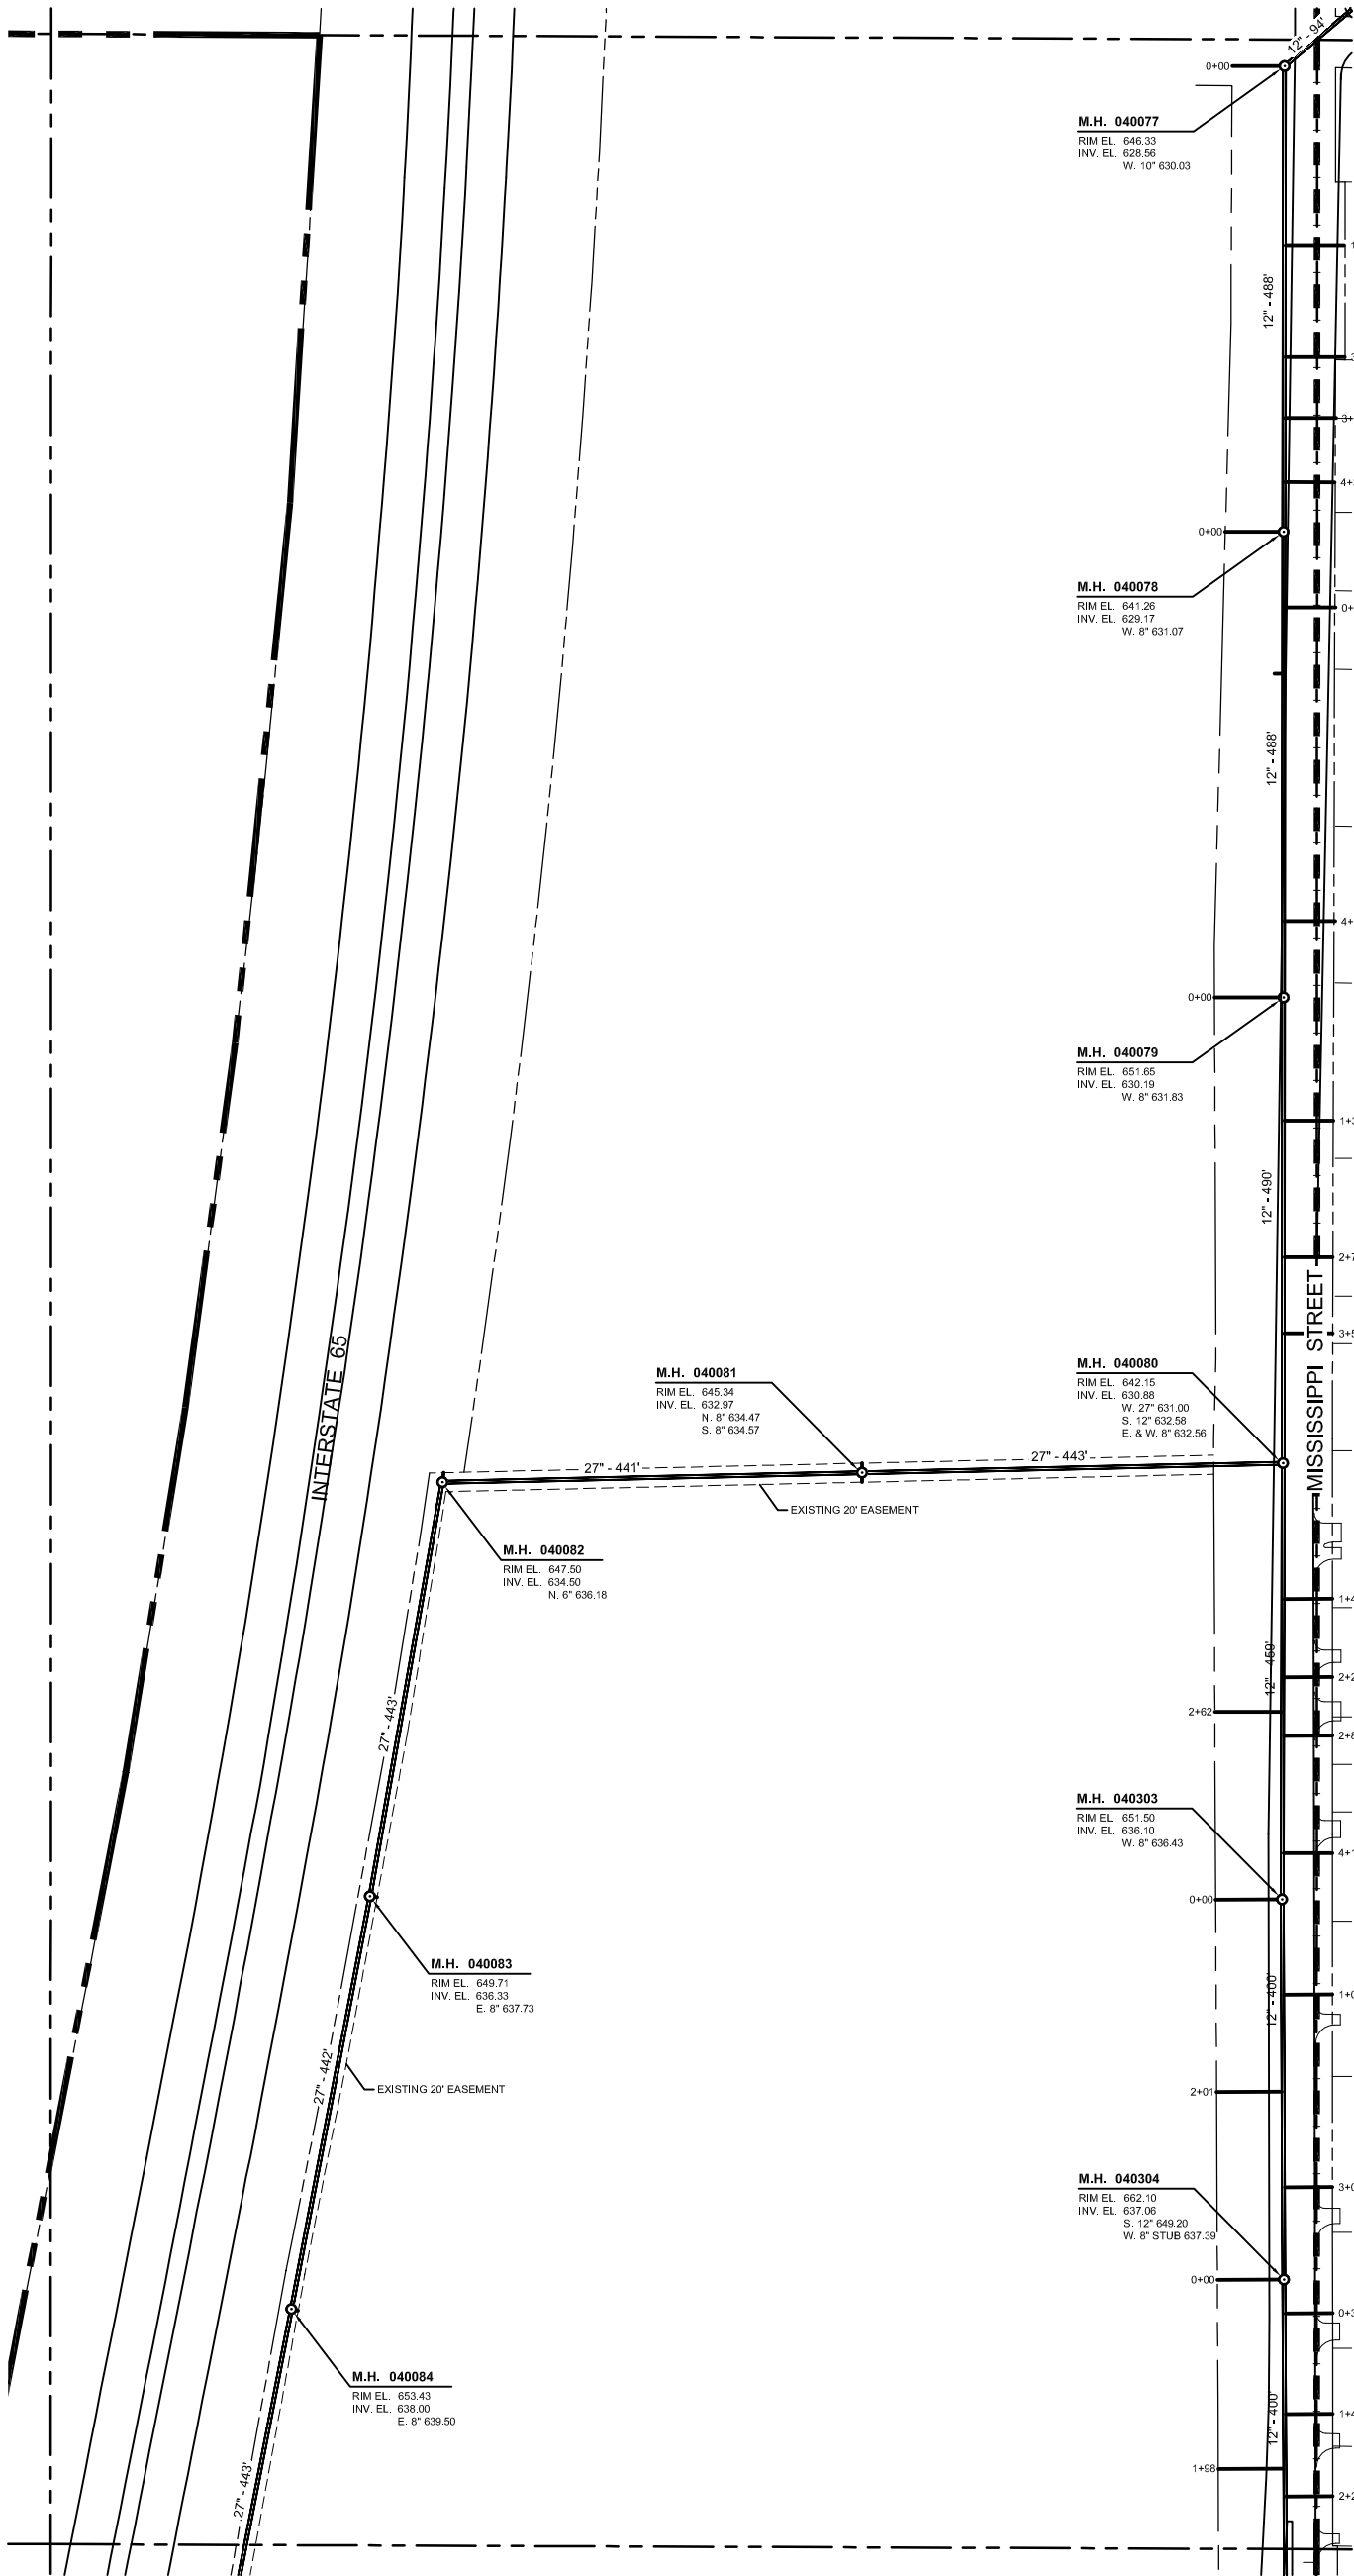 12" - 94'
0+00
M.H. 040077
RIM EL. 646.33
INV. EL. 628.56
W. 10" 630.03
12" - 488'
0+00
M.H. 040078
RIM EL. 641.26
INV. EL. 629.17
W. 8" 631.07
12" - 488'
0+00
M.H. 040079
RIM EL. 651.65
INV. EL. 630.19
W. 8" 631.83
12" - 490'
MISSISSIPPI STREET
INTERSTATE 65
M.H. 040081
RIM EL. 645.34
INV. EL. 632.97
N. 8" 634.47
S. 8" 634.57
M.H. 040080
RIM EL. 642.15
INV. EL. 630.88
W. 27" 631.00
S. 12" 632.58
E. & W. 8" 632.56
27" - 441'
27" - 443'
EXISTING 20' EASEMENT
M.H. 040082
RIM EL. 647.50
INV. EL. 634.50
N. 6" 636.18
12" - 459'
27" - 443'
2+62
M.H. 040303
RIM EL. 651.50
INV. EL. 636.10
W. 8" 636.43
0+00
M.H. 040083
RIM EL. 649.71
INV. EL. 636.33
E. 8" 637.73
12" - 400'
27" - 442'
EXISTING 20' EASEMENT
2+01
M.H. 040304
RIM EL. 662.10
INV. EL. 637.06
S. 12" 649.20
W. 8" STUB 637.39
0+00
M.H. 040084
RIM EL. 653.43
INV. EL. 638.00
E. 8" 639.50
12" - 400'
1+98
27" - 443'